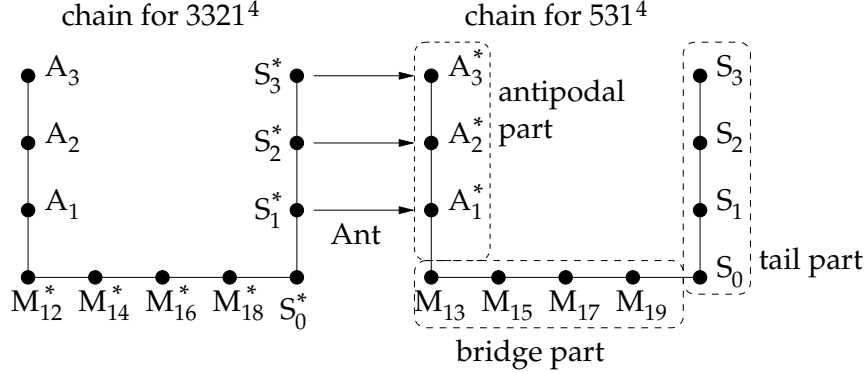 chain for 3321⁴
chain for 531⁴
A₃
S₃*
A₃*
S₃
antipodal
part
A₂
S₂*
A₂*
S₂
A₁
S₁*
A₁*
S₁
Ant
S₀
tail part
M₁₂*
M₁₄*
M₁₆*
M₁₈*
S₀*
M₁₃
M₁₅
M₁₇
M₁₉
bridge part